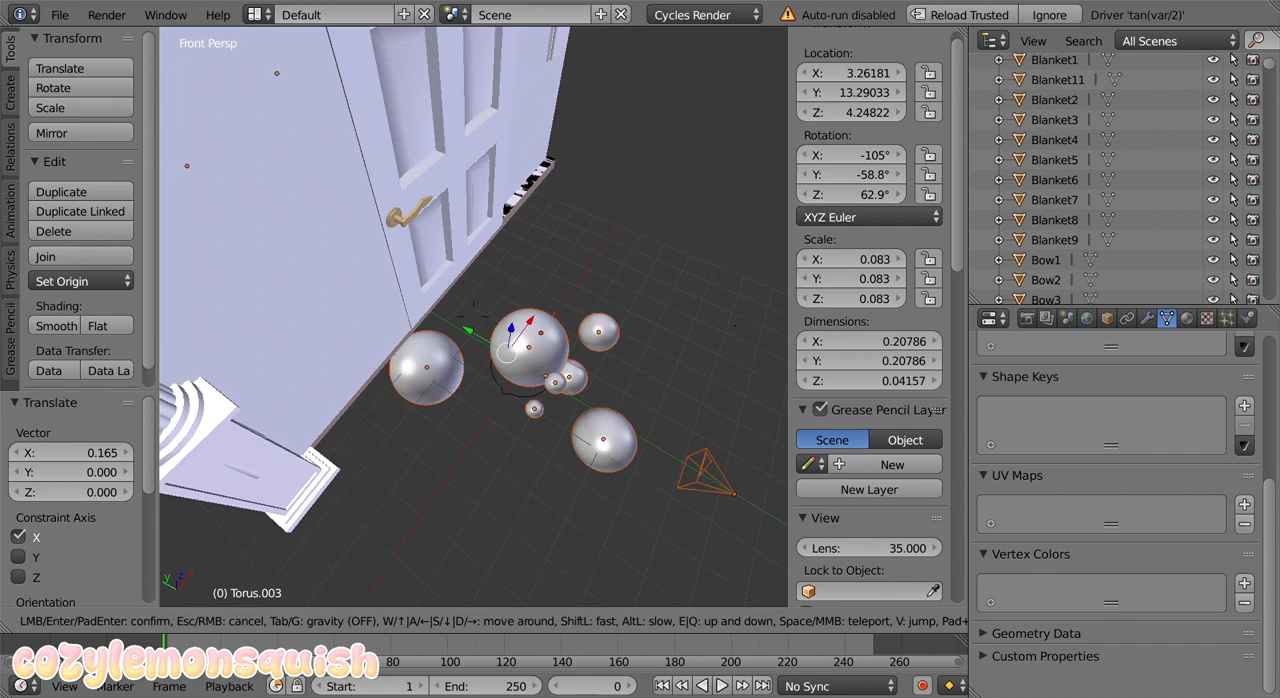 File Render Window Help Default Scene Cycles Render Auto-run disabled Reload Trusted Ignore Driver 'tan(var/2)'
Tools
Create
Relations
Animation
Physics
Grease Pencil
Transform
Translate
Rotate
Scale
Mirror
Edit
Duplicate
Duplicate Linked
Delete
Join
Set Origin
Shading:
Smooth Flat
Data Transfer:
Data Data La
Translate
Vector
X: 0.165
Y: 0.000
Z: 0.000
Constraint Axis
X
Y
Z
Orientation
Front Persp
(0) Torus.003
LMB/Enter/PadEnter: confirm, Esc/RMB: cancel, Tab/G: gravity (OFF), W/↑|A/←|S/↓|D/→: move around, ShiftL: fast, AltL: slow, E|Q: up and down, Space/MMB: teleport, V: jump, Pad+
Location:
X: 3.26181
Y: 13.29033
Z: 4.24822
Rotation:
X: -105°
Y: -58.8°
Z: 62.9°
XYZ Euler
Scale:
X: 0.083
Y: 0.083
Z: 0.083
Dimensions:
X: 0.20786
Y: 0.20786
Z: 0.04157
Grease Pencil Layer
Scene Object
New
New Layer
View
Lens: 35.000
Lock to Object:
View Search All Scenes
Blanket1
Blanket11
Blanket2
Blanket3
Blanket4
Blanket5
Blanket6
Blanket7
Blanket8
Blanket9
Bow1
Bow2
Bow3
Shape Keys
UV Maps
Vertex Colors
Geometry Data
Custom Properties
80 100 120 140 160 180 200 220 240 260
cozylemonsquish
View Marker Frame Playback Start: 1 End: 250 0 No Sync